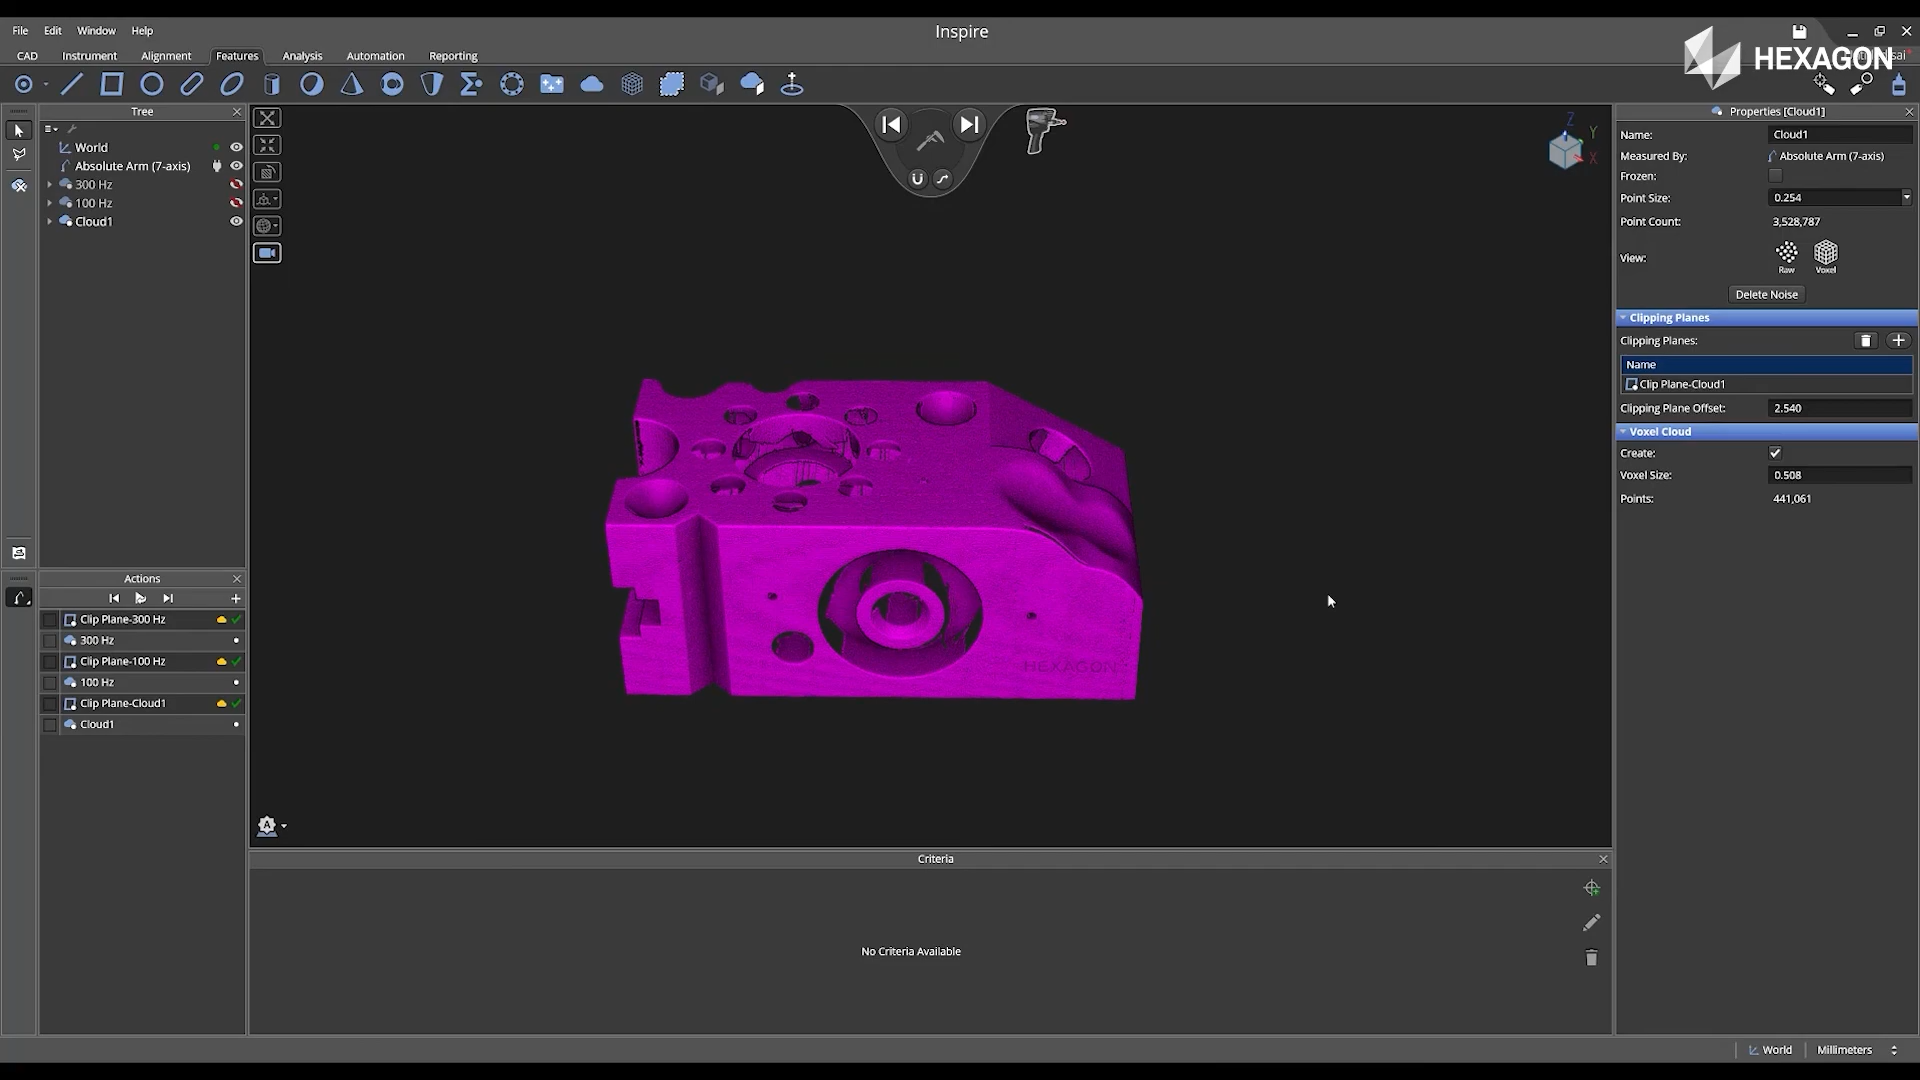 Inspire
File Edit Window Help
HEXAGON
CAD Instrument Alignment Features Analysis Automation Reporting
Tree
World
Absolute Arm (7-axis)
300 Hz
100 Hz
Cloud1
Actions
Clip Plane-300 Hz
300 Hz
Clip Plane-100 Hz
100 Hz
Clip Plane-Cloud1
Cloud1
Z
Y
X
HEXAGON
A
Criteria
No Criteria Available
Properties [Cloud1]
Name: Cloud1
Measured By: Absolute Arm (7-axis)
Frozen:
Point Size: 0.254
Point Count: 3,528,787
View: Raw Voxel
Delete Noise
Clipping Planes
Clipping Planes:
Name
Clip Plane-Cloud1
Clipping Plane Offset: 2.540
Voxel Cloud
Create:
Voxel Size: 0.508
Points: 441,061
World Millimeters